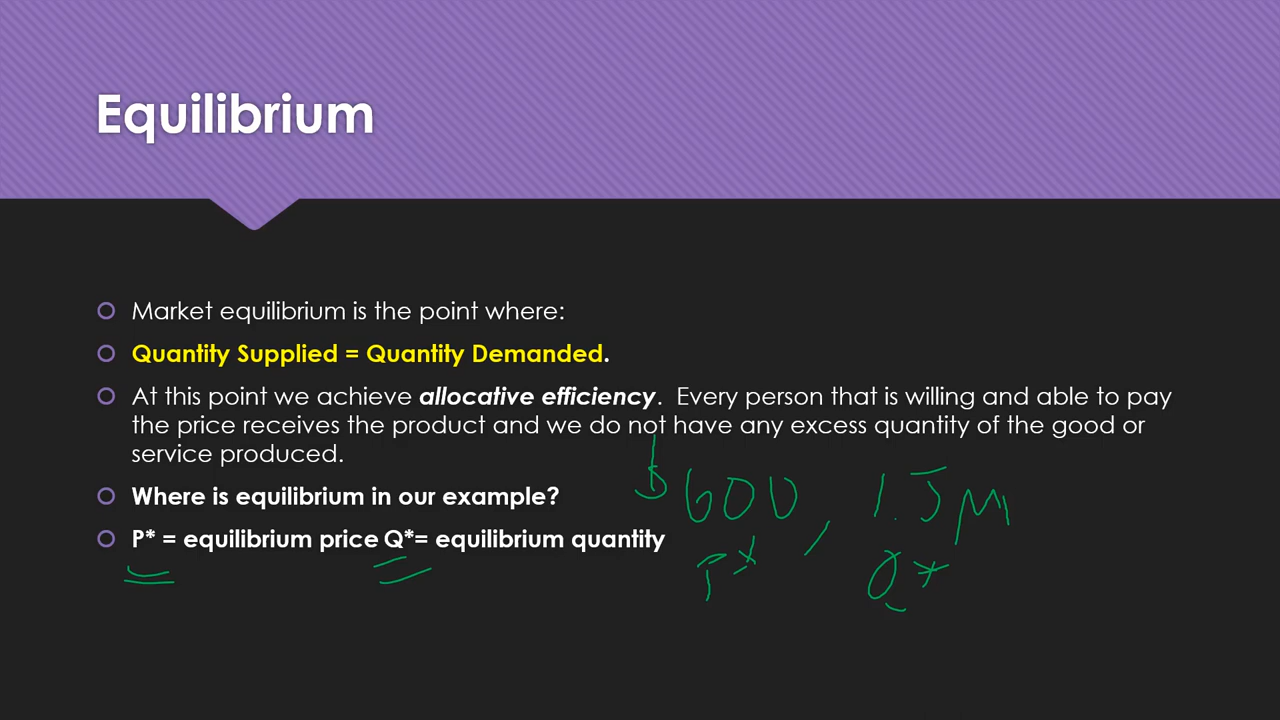 Equilibrium
Market equilibrium is the point where:
Quantity Supplied = Quantity Demanded.
At this point we achieve allocative efficiency. Every person that is willing and able to pay
the price receives the product and we do not have any excess quantity of the good or
service produced.
Where is equilibrium in our example?
$600, 1.5M
P* = equilibrium price Q*= equilibrium quantity
P* Q*